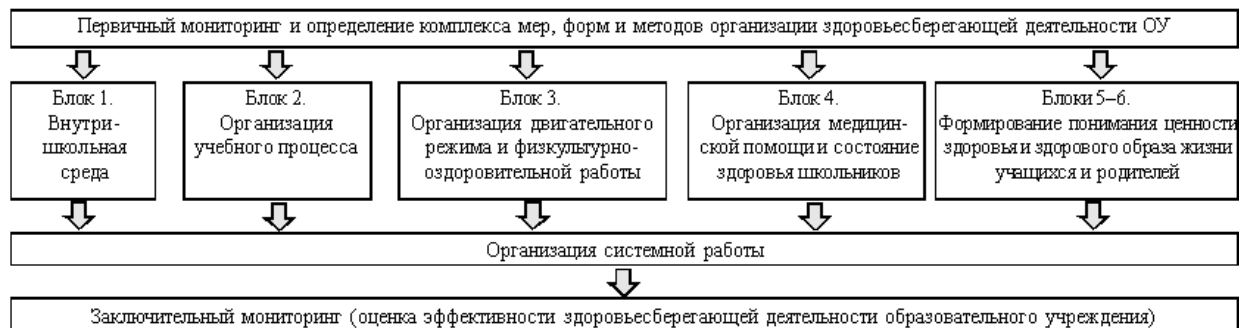 Первичный мониторинг и определение комплекса мер, форм и методов организации здоровьесберегающей деятельности ОУ
Блок 1.
Внутри-
школьная
среда
Блок 2.
Организация
учебного процесса
Блок 3.
Организация двигательного
режима и физкультурно-
оздоровительной работы
Блок 4.
Организация медицин-
ской помощи и состояние
здоровья школьников
Блоки 5–6.
Формирование понимания ценности
здоровья и здорового образа жизни
учащихся и родителей
Организация системной работы
Заключительный мониторинг (оценка эффективности здоровьесберегающей деятельности образовательного учреждения)